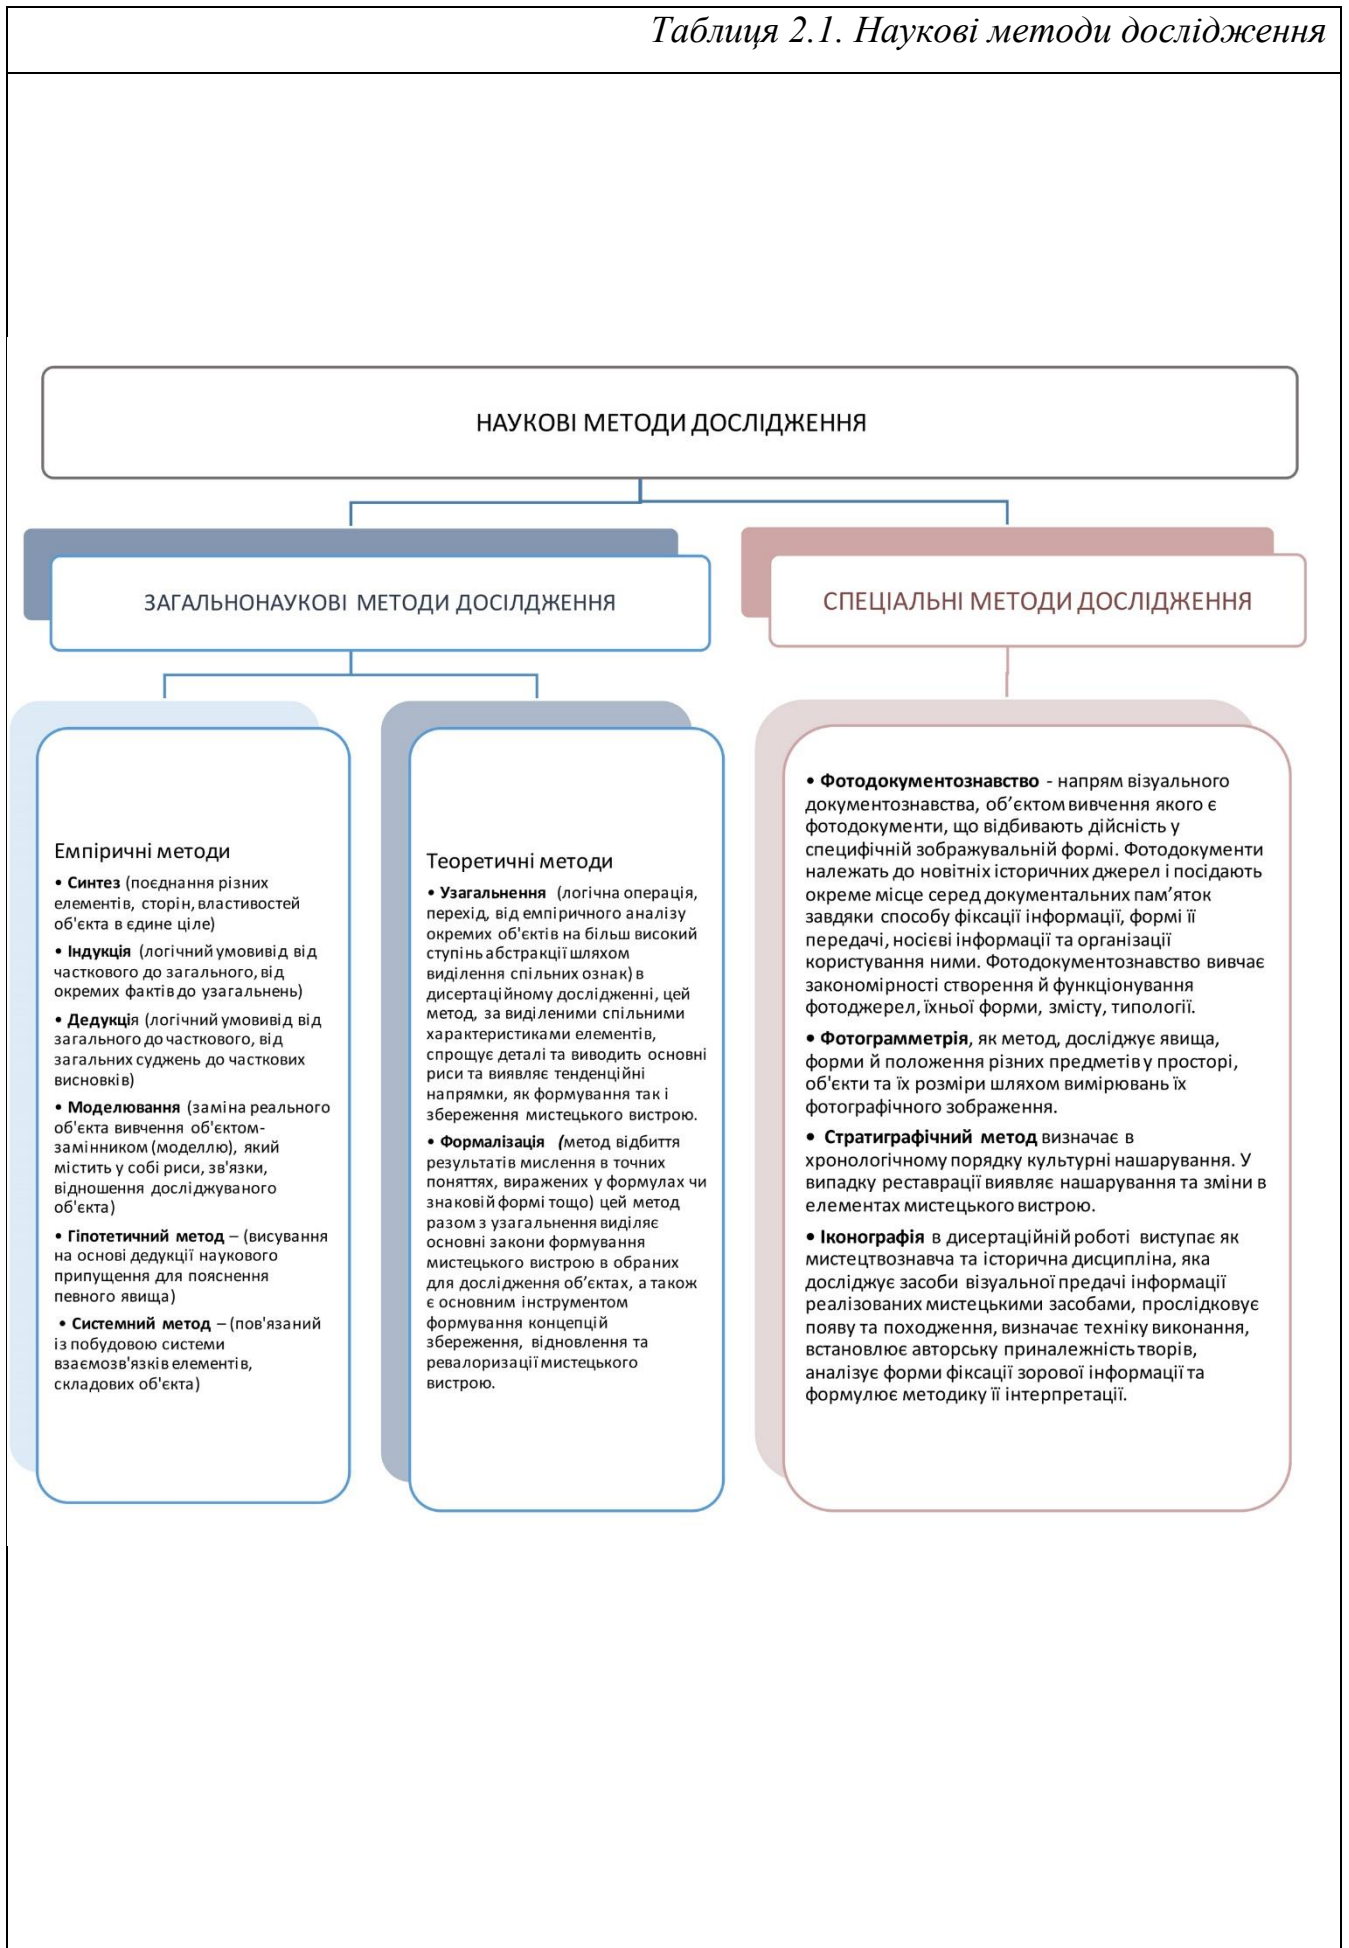 Таблиця 2.1. Наукові методи дослідження
НАУКОВІ МЕТОДИ ДОСЛІДЖЕННЯ
ЗАГАЛЬНОНАУКОВІ МЕТОДИ ДОСІЛДЖЕННЯ
СПЕЦІАЛЬНІ МЕТОДИ ДОСЛІДЖЕННЯ
Емпіричні методи
• Синтез (поєднання різних
елементів, сторін, властивостей
об'єкта в єдине ціле)
• Індукція (логічний умовивід від
часткового до загального, від
окремих фактів до узагальнень)
• Дедукція (логічний умовивід від
загального до часткового, від
загальних суджень до часткових
висновків)
• Моделювання (заміна реального
об'єкта вивчення об'єктом-
замінником (моделлю), який
містить у собі риси, зв'язки,
відношення досліджуваного
об'єкта)
• Гіпотетичний метод – (висування
на основі дедукції наукового
припущення для пояснення
певного явища)
• Системний метод – (пов'язаний
із побудовою системи
взаємозв'язків елементів,
складових об'єкта)
Теоретичні методи
• Узагальнення (логічна операція,
перехід, від емпіричного аналізу
окремих об'єктів на більш високий
ступінь абстракції шляхом
виділення спільних ознак) в
дисертаційному дослідженні, цей
метод, за виділеними спільними
характеристиками елементів,
спрощує деталі та виводить основні
риси та виявляє тенденційні
напрямки, як формування так і
збереження мистецького вистрою.
• Формалізація (метод відбиття
результатів мислення в точних
поняттях, виражених у формулах чи
знаковій формі тощо) цей метод
разом з узагальнення виділяє
основні закони формування
мистецького вистрою в обраних
для дослідження об’єктах, а також
є основним інструментом
формування концепцій
збереження, відновлення та
ревалоризації мистецького
вистрою.
• Фотодокументознавство - напрям візуального
документознавства, об’єктом вивчення якого є
фотодокументи, що відбивають дійсність у
специфічній зображувальній формі. Фотодокументи
належать до новітніх історичних джерел і посідають
окреме місце серед документальних пам’яток
завдяки способу фіксації інформації, формі її
передачі, носієві інформації та організації
користування ними. Фотодокументознавство вивчає
закономірності створення й функціонування
фотоджерел, їхньої форми, змісту, типології.
• Фотограмметрія, як метод, досліджує явища,
форми й положення різних предметів у просторі,
об'єкти та їх розміри шляхом вимірювань їх
фотографічного зображення.
• Стратиграфічний метод визначає в
хронологічному порядку культурні нашарування. У
випадку реставрації виявляє нашарування та зміни в
елементах мистецького вистрою.
• Іконографія в дисертаційній роботі виступає як
мистецтвознавча та історична дисципліна, яка
досліджує засоби візуальної передачі інформації
реалізованих мистецькими засобами, прослідковує
появу та походження, визначає техніку виконання,
встановлює авторську приналежність творів,
аналізує форми фіксації зорової інформації та
формулює методику її інтерпретації.